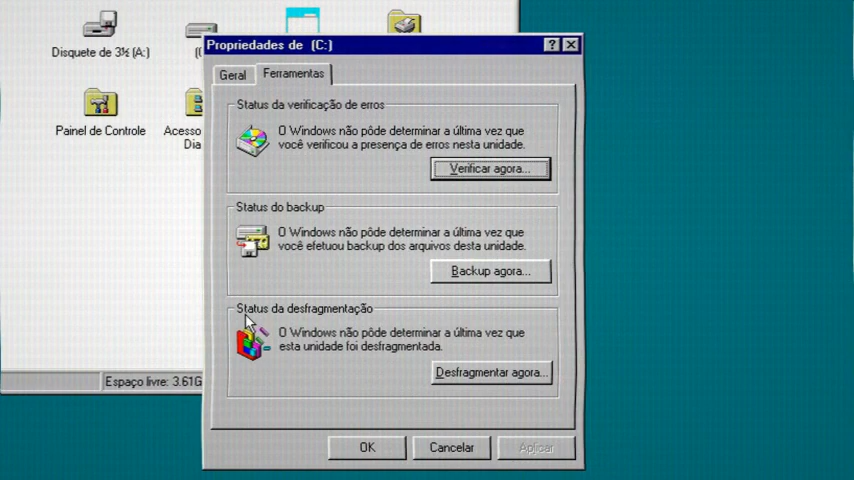 Disquete de 3½ (A:)
Painel de Controle
Acesso
Espaço livre: 3.61G
Propriedades de (C:)
Geral
Ferramentas
Status da verificação de erros
O Windows não pôde determinar a última vez que
você verificou a presença de erros nesta unidade.
Verificar agora...
Status do backup
O Windows não pôde determinar a última vez que
você efetuou backup dos arquivos desta unidade.
Backup agora...
Status da desfragmentação
O Windows não pôde determinar a última vez que
esta unidade foi desfragmentada.
Desfragmentar agora...
OK
Cancelar
Aplicar